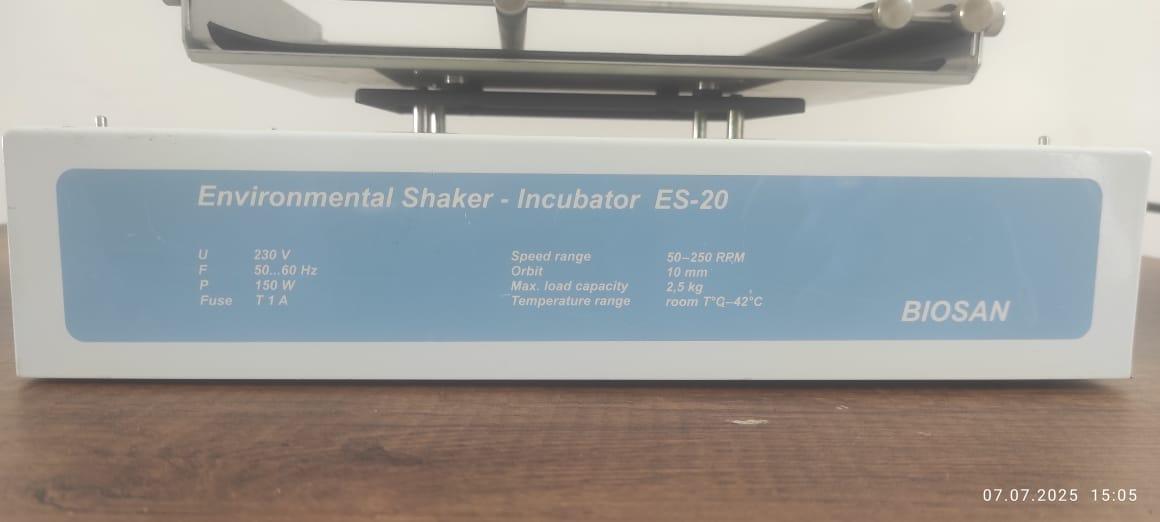 Environmental Shaker - Incubator ES-20
U 230 V
F 50...60 Hz
P 150 W
Fuse T 1 A
Speed range 50–250 RPM
Orbit 10 mm
Max. load capacity 2,5 kg
Temperature range room T°C–42°C
BIOSAN
07.07.2025 15:05